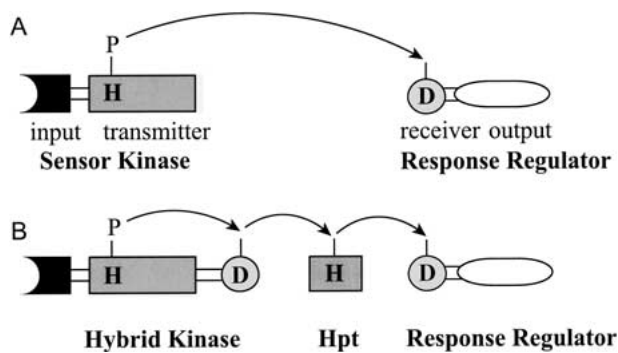 A
P
H
D
input transmitter
receiver output
Sensor Kinase
Response Regulator
B
P
H
D
H
D
Hybrid Kinase
Hpt
Response Regulator